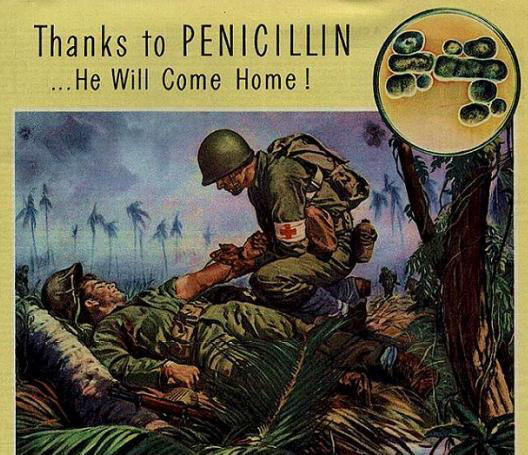 Thanks to PENICILLIN
...He Will Come Home!